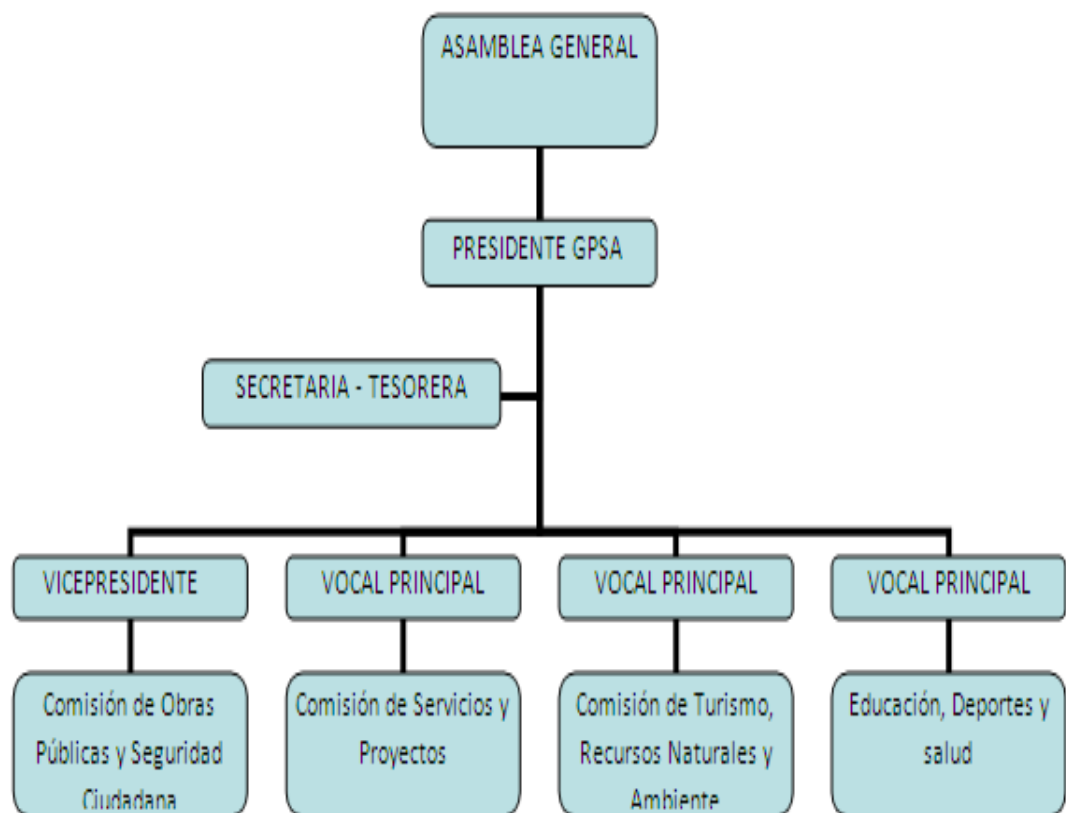 ASAMBLEA GENERAL
PRESIDENTE GPSA
SECRETARIA - TESORERA
VICEPRESIDENTE
VOCAL PRINCIPAL
VOCAL PRINCIPAL
VOCAL PRINCIPAL
Comisión de Obras
Públicas y Seguridad
Ciudadana
Comisión de Servicios y
Proyectos
Comisión de Turismo,
Recursos Naturales y
Ambiente
Educación, Deportes y
salud